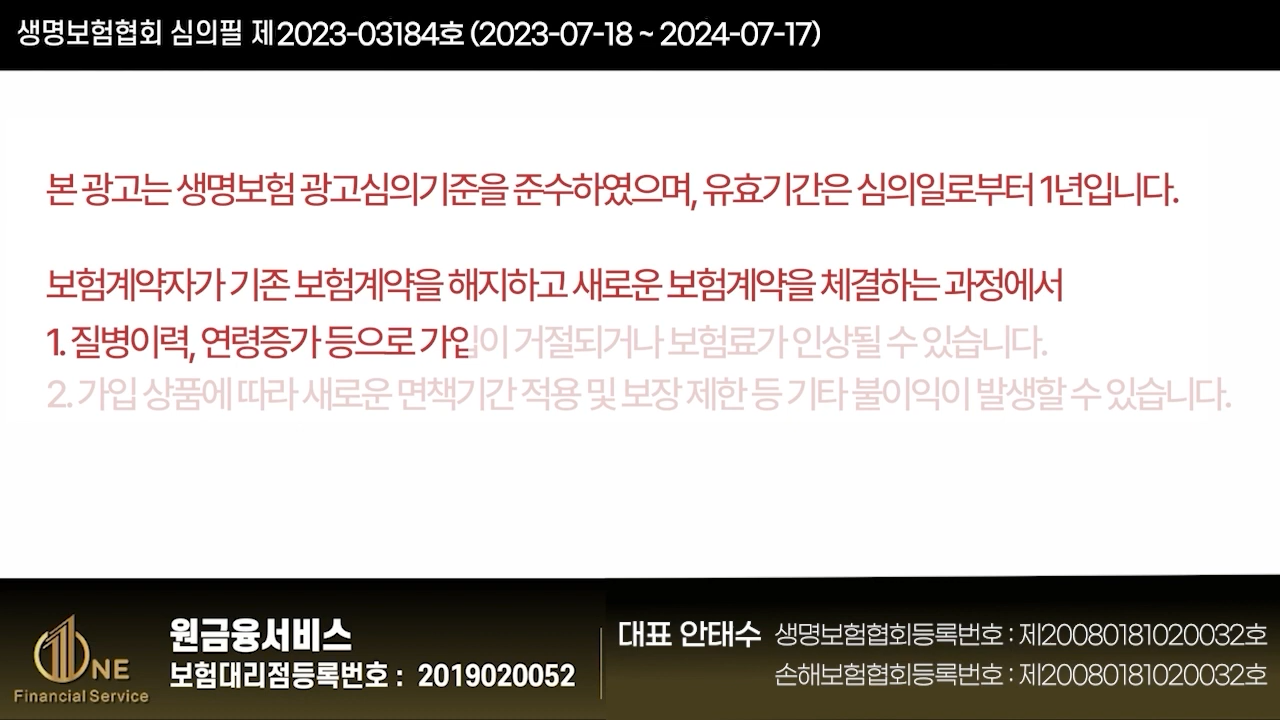 생명보험협회 심의필 제2023-03184호 (2023-07-18 ~ 2024-07-17)
본 광고는 생명보험 광고심의기준을 준수하였으며, 유효기간은 심의일로부터 1년입니다.
보험계약자가 기존 보험계약을 해지하고 새로운 보험계약을 체결하는 과정에서
1. 질병이력, 연령증가 등으로 가입이 거절되거나 보험료가 인상될 수 있습니다.
2. 가입 상품에 따라 새로운 면책기간 적용 및 보장 제한 등 기타 불이익이 발생할 수 있습니다.
ONE
Financial Service
원금융서비스
보험대리점등록번호 : 2019020052
대표 안태수 생명보험협회등록번호 : 제20080181020032호
손해보험협회등록번호 : 제20080181020032호